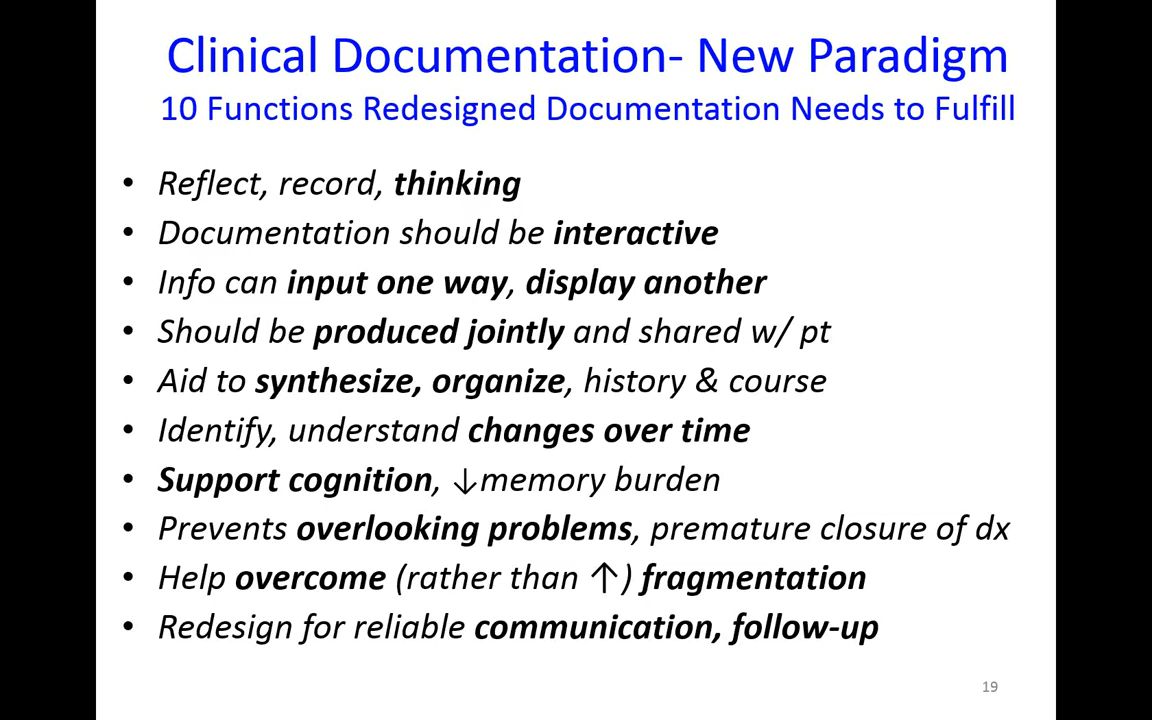 Clinical Documentation- New Paradigm
10 Functions Redesigned Documentation Needs to Fulfill
• Reflect, record, thinking
• Documentation should be interactive
• Info can input one way, display another
• Should be produced jointly and shared w/ pt
• Aid to synthesize, organize, history & course
• Identify, understand changes over time
• Support cognition, ↓memory burden
• Prevents overlooking problems, premature closure of dx
• Help overcome (rather than ↑) fragmentation
• Redesign for reliable communication, follow-up
19